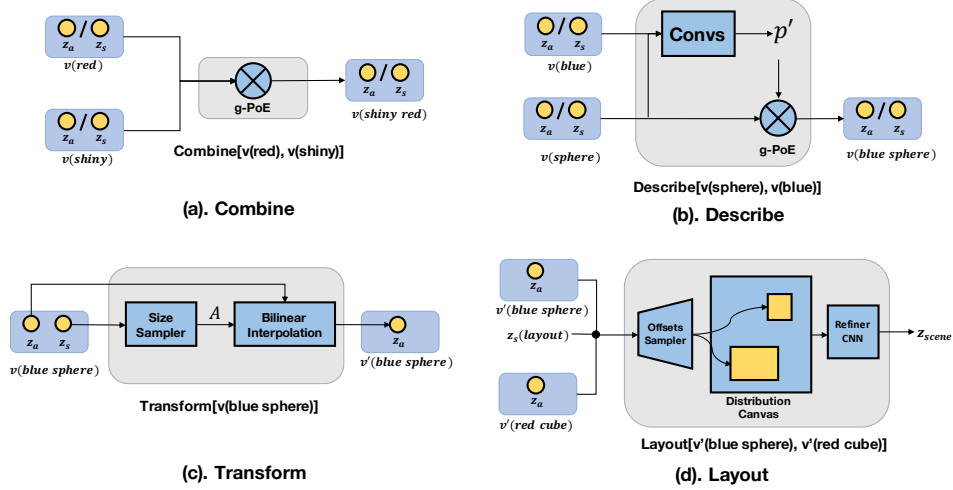 z_a / z_s
v(red)
z_a / z_s
v(shiny)
g-PoE
z_a / z_s
v(shiny red)
Combine[v(red), v(shiny)]
(a). Combine
z_a / z_s
v(blue)
Convs
p′
z_a z_s
v(sphere)
g-PoE
z_a / z_s
v(blue sphere)
Describe[v(sphere), v(blue)]
(b). Describe
z_a z_s
v(blue sphere)
Size
Sampler
A
Bilinear
Interpolation
z_a
v′(blue sphere)
Transform[v(blue sphere)]
(c). Transform
z_a
v′(blue sphere)
z_s(layout)
z_a
v′(red cube)
Offsets
Sampler
Distribution
Canvas
Refiner
CNN
z_scene
Layout[v'(blue sphere), v'(red cube)]
(d). Layout